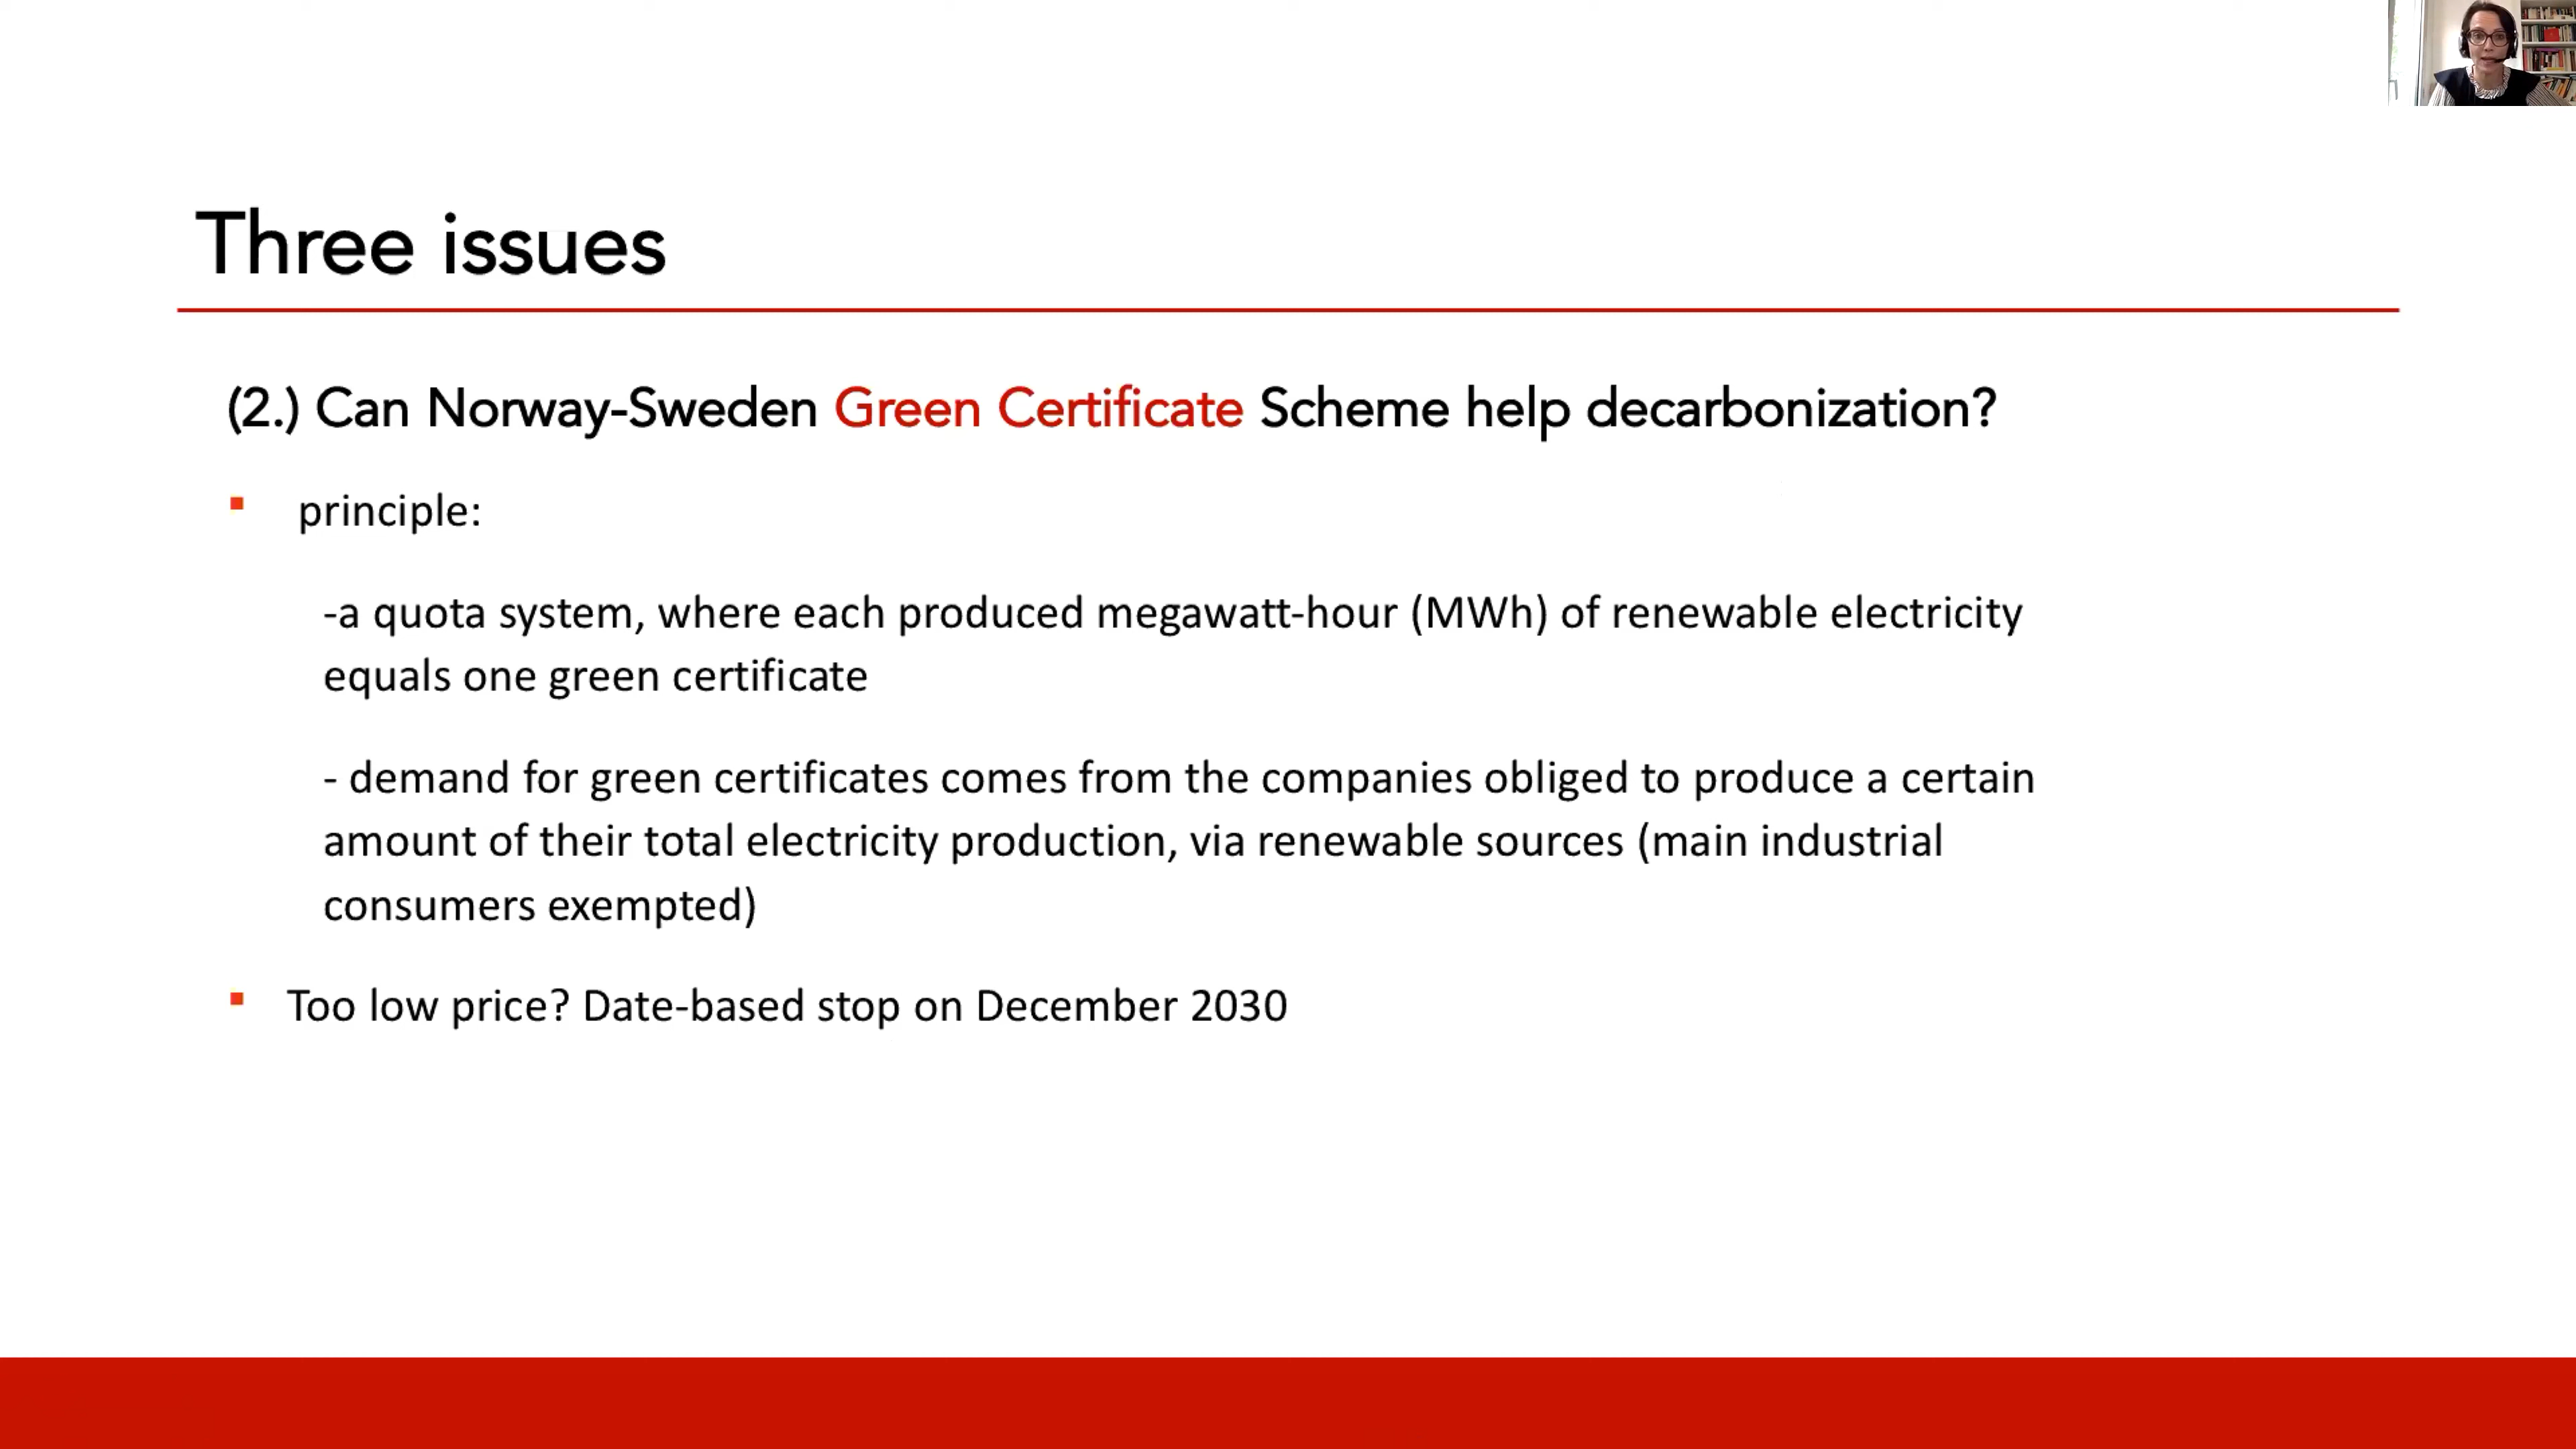 Three issues
(2.) Can Norway-Sweden Green Certificate Scheme help decarbonization?
▪ principle:
-a quota system, where each produced megawatt-hour (MWh) of renewable electricity
equals one green certificate
- demand for green certificates comes from the companies obliged to produce a certain
amount of their total electricity production, via renewable sources (main industrial
consumers exempted)
▪ Too low price? Date-based stop on December 2030